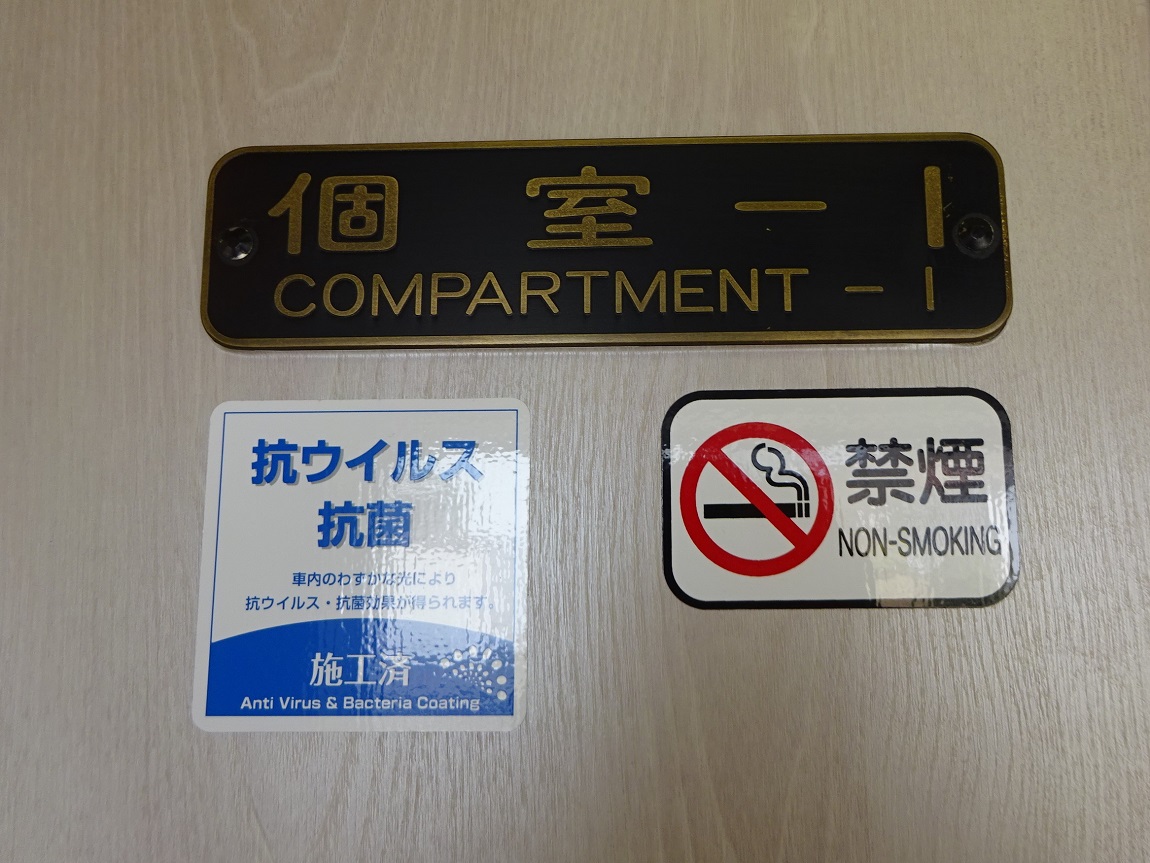 個室-1
COMPARTMENT-1
抗ウイルス
抗菌
車内のわずかな光により
抗ウイルス・抗菌効果が得られます。
施工済
Anti Virus & Bacteria Coating
禁煙
NON-SMOKING